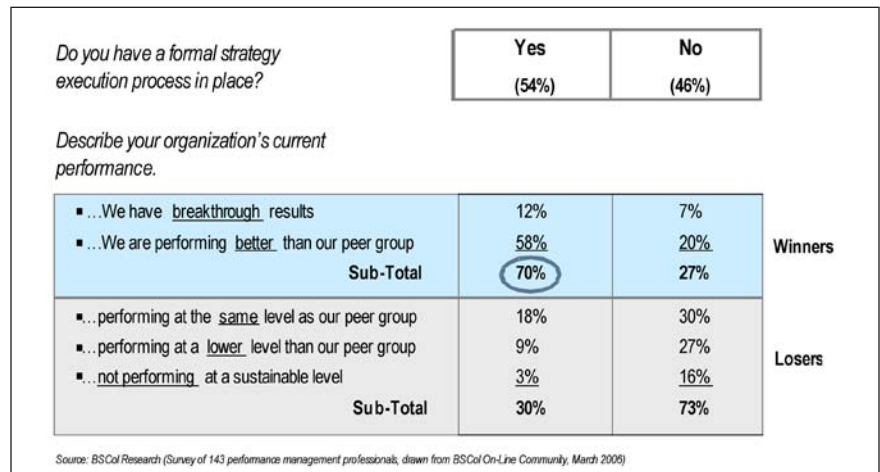 Do you have a formal strategy
execution process in place?
Yes No
(54%) (46%)
Describe your organization's current
performance.
▪ ...We have breakthrough results 12% 7%
▪ ...We are performing better than our peer group 58% 20%
Sub-Total 70% 27%
Winners
▪...performing at the same level as our peer group 18% 30%
▪...performing at a lower level than our peer group 9% 27%
▪...not performing at a sustainable level 3% 16%
Sub-Total 30% 73%
Losers
Source: BSCol Research (Survey of 143 performance management professionals, drawn from BSCol On-Line Community, March 2006)